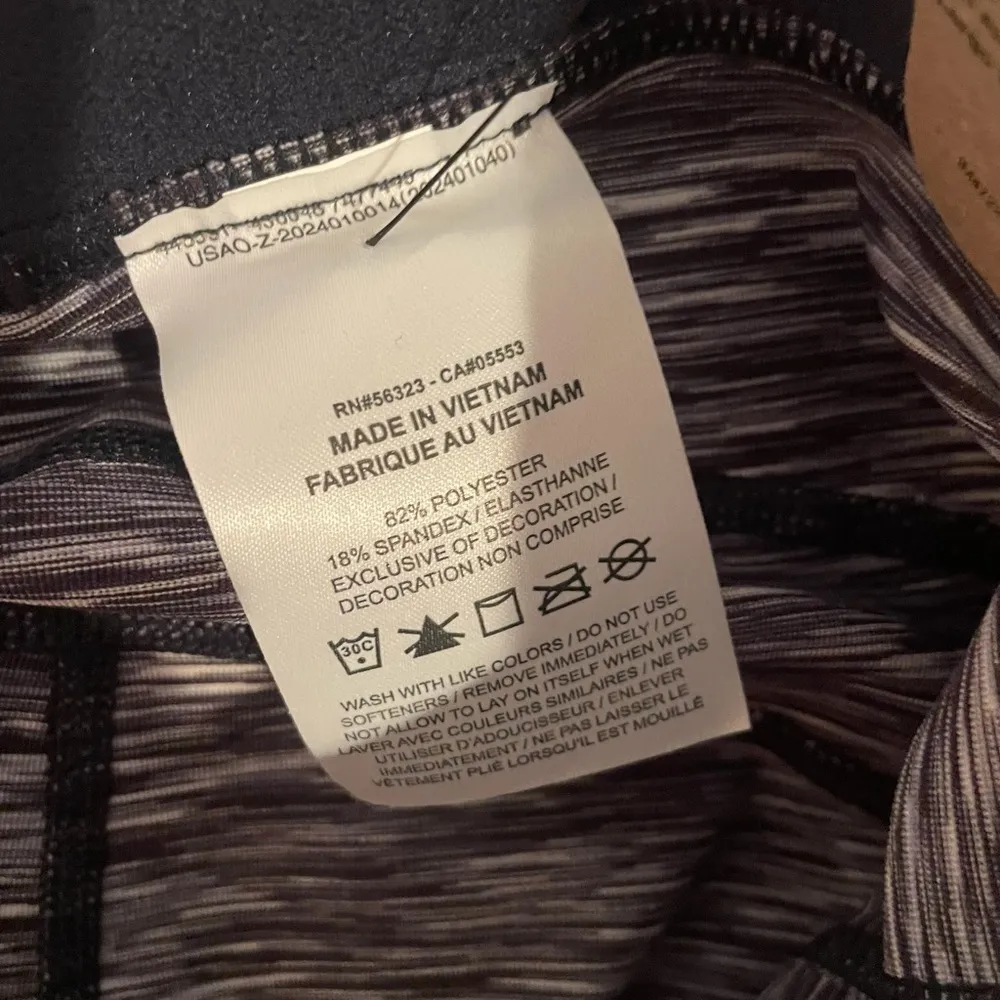 USAO-Z-2024010014(202401040)
RN#56323 - CA#05553
MADE IN VIETNAM
FABRIQUE AU VIETNAM
82% POLYESTER
18% SPANDEX / ELASTHANNE
EXCLUSIVE OF DECORATION /
DECORATION NON COMPRISE
30C
WASH WITH LIKE COLORS / DO NOT USE
SOFTENERS / REMOVE IMMEDIATELY / DO
NOT ALLOW TO LAY ON ITSELF WHEN WET
LAVER AVEC COULEURS SIMILAIRES / NE PAS
UTILISER D'ADOUCISSEUR / ENLEVER
IMMEDIATEMENT / NE PAS LAISSER LE
VÊTEMENT PLIÉ LORSQU'IL EST MOUILLÉ